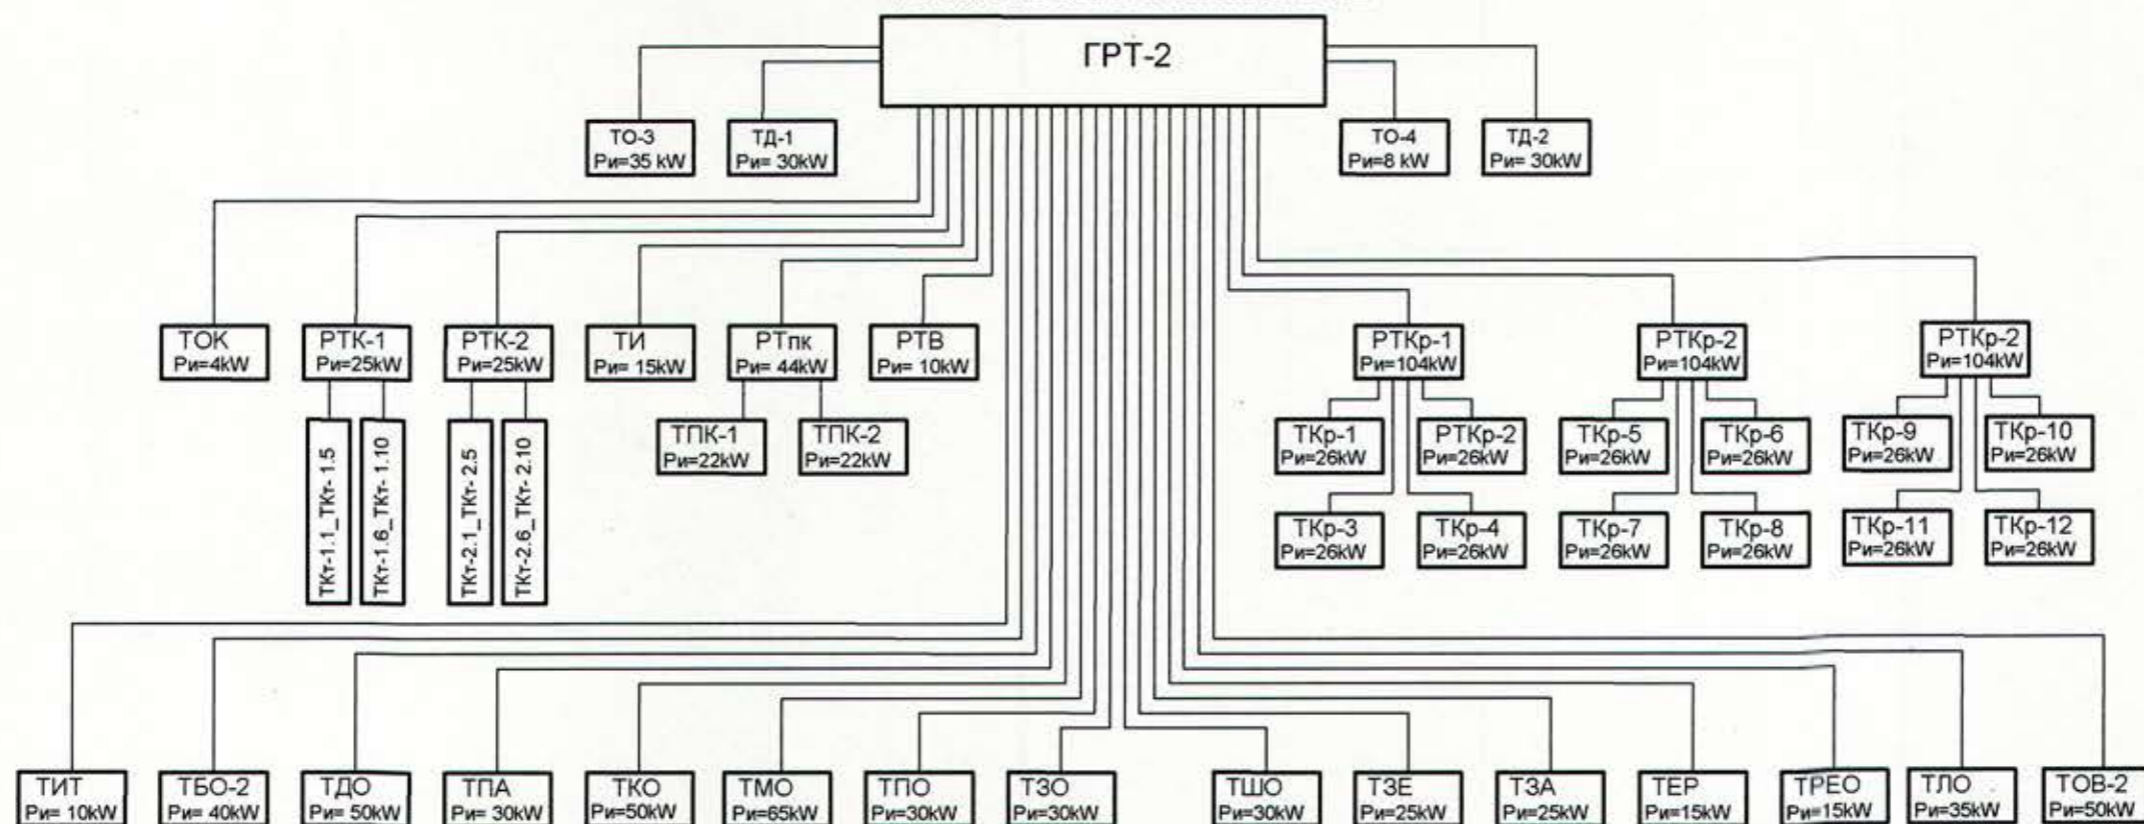 ГРТ-2
ТО-3
Ри=35 kW
ТД-1
Ри= 30kW
ТО-4
Ри=8 kW
ТД-2
Ри= 30kW
ТОК
Ри=4kW
РТК-1
Ри=25kW
РТК-2
Ри=25kW
ТИ
Ри= 15kW
РТпк
Ри= 44kW
РТВ
Ри= 10kW
РТКр-1
Ри=104kW
РТКр-2
Ри=104kW
РТКр-2
Ри=104kW
ТКт-1.1_ТКт- 1.5
ТКт-1.6_ТКт- 1.10
ТКт-2.1_ТКт- 2.5
ТКт-2.6_ТКт- 2.10
ТПК-1
Ри=22kW
ТПК-2
Ри=22kW
ТКр-1
Ри=26kW
РТКр-2
Ри=26kW
ТКр-5
Ри=26kW
ТКр-6
Ри=26kW
ТКр-9
Ри=26kW
ТКр-10
Ри=26kW
ТКр-3
Ри=26kW
ТКр-4
Ри=26kW
ТКр-7
Ри=26kW
ТКр-8
Ри=26kW
ТКр-11
Ри=26kW
ТКр-12
Ри=26kW
ТИТ
Ри= 10kW
ТБО-2
Ри= 40kW
ТДО
Ри= 50kW
ТПА
Ри= 30kW
ТКО
Ри=50kW
ТМО
Ри=65kW
ТПО
Ри=30kW
ТЗО
Ри=30kW
ТШО
Ри=30kW
ТЗЕ
Ри=25kW
ТЗА
Ри=25kW
ТЕР
Ри=15kW
ТРЕО
Ри=15kW
ТЛО
Ри=35kW
ТОВ-2
Ри=50kW